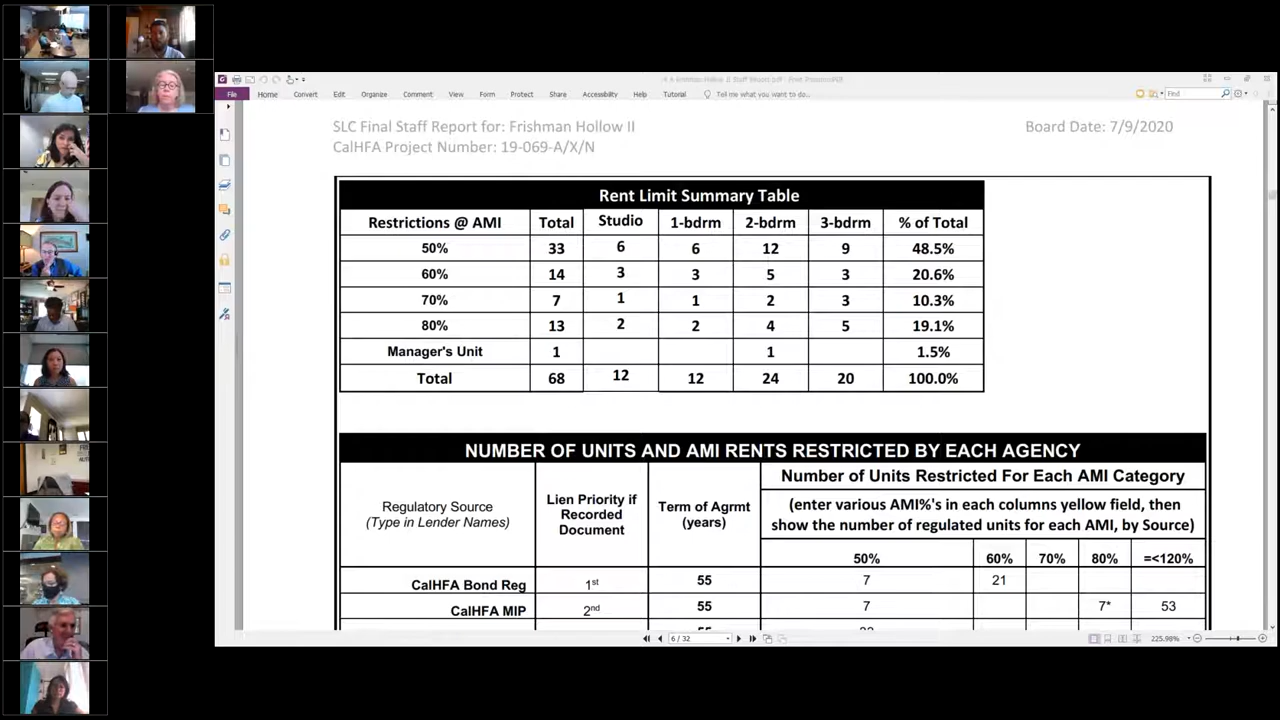 File Home Convert Edit Organize Comment View Form Protect Share Accessibility Help Tutorial Tell me what you want to do... Find
SLC Final Staff Report for: Frishman Hollow II Board Date: 7/9/2020
CalHFA Project Number: 19-069-A/X/N
Rent Limit Summary Table
Restrictions @ AMI Total Studio 1-bdrm 2-bdrm 3-bdrm % of Total
50% 33 6 6 12 9 48.5%
60% 14 3 3 5 3 20.6%
70% 7 1 1 2 3 10.3%
80% 13 2 2 4 5 19.1%
Manager's Unit 1 1 1.5%
Total 68 12 12 24 20 100.0%
NUMBER OF UNITS AND AMI RENTS RESTRICTED BY EACH AGENCY
Regulatory Source
(Type in Lender Names)
Lien Priority if
Recorded
Document
Term of Agrmt
(years)
Number of Units Restricted For Each AMI Category
(enter various AMI%'s in each columns yellow field, then
show the number of regulated units for each AMI, by Source)
50% 60% 70% 80% =<120%
CalHFA Bond Reg 1st 55 7 21
CalHFA MIP 2nd 55 7 7* 53
6 / 32 225.98%